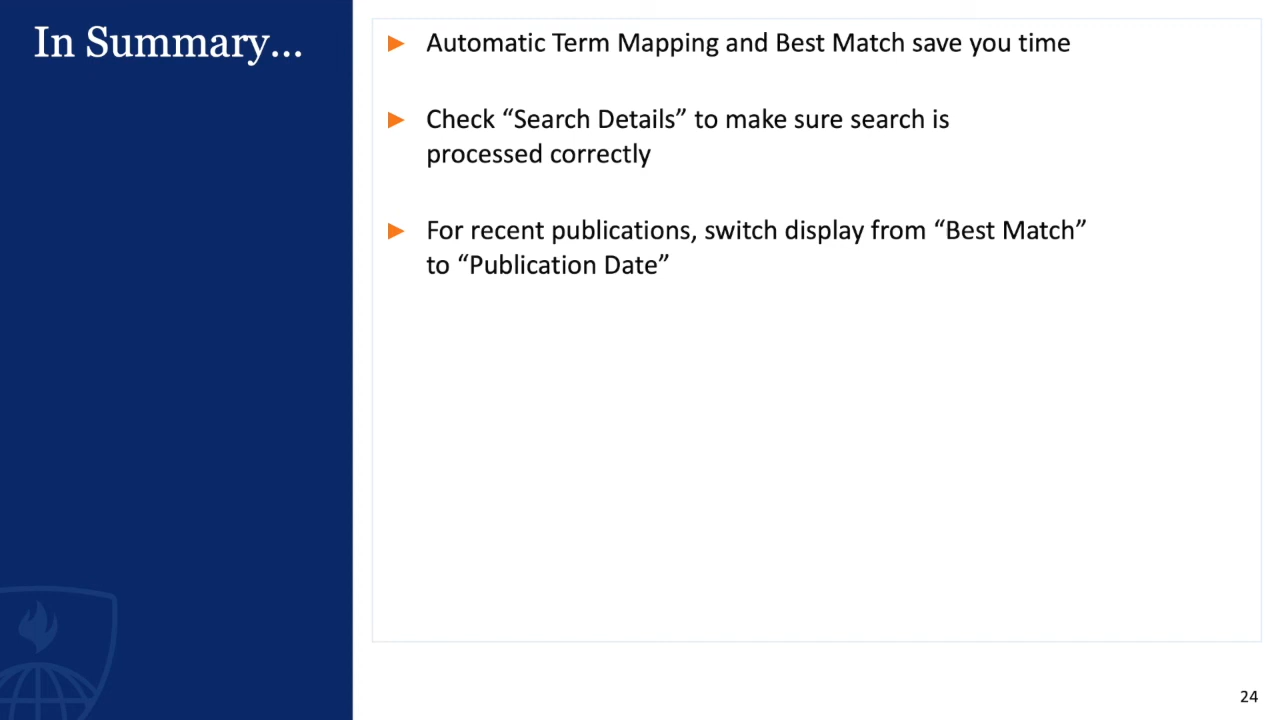 In Summary...
► Automatic Term Mapping and Best Match save you time
► Check “Search Details” to make sure search is
processed correctly
► For recent publications, switch display from “Best Match”
to “Publication Date”
24